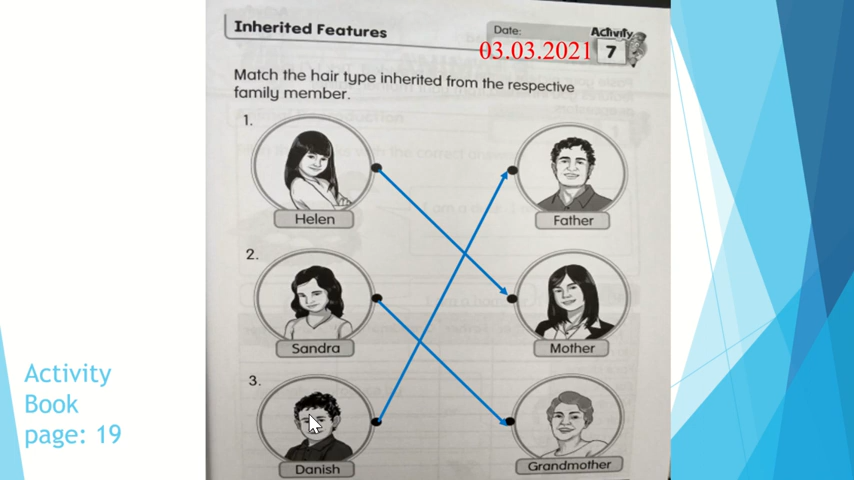 Inherited Features
Date:
Activity
03.03.2021
7
Match the hair type inherited from the respective
family member.
1.
Helen
Father
2.
Sandra
Mother
3.
Danish
Grandmother
Activity
Book
page: 19